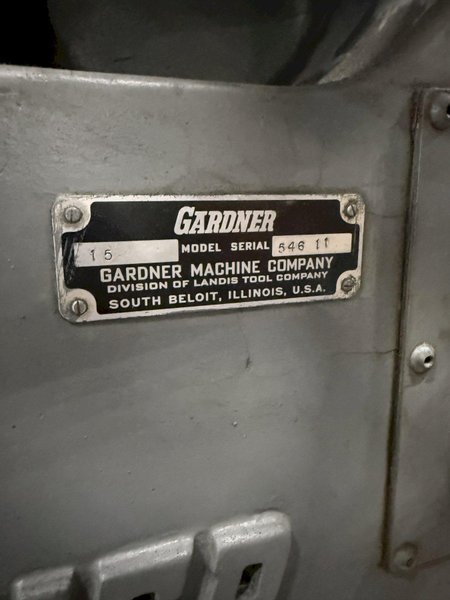 GARDNER
15 MODEL SERIAL 546 11
GARDNER MACHINE COMPANY
DIVISION OF LANDIS TOOL COMPANY
SOUTH BELOIT, ILLINOIS, U.S.A.